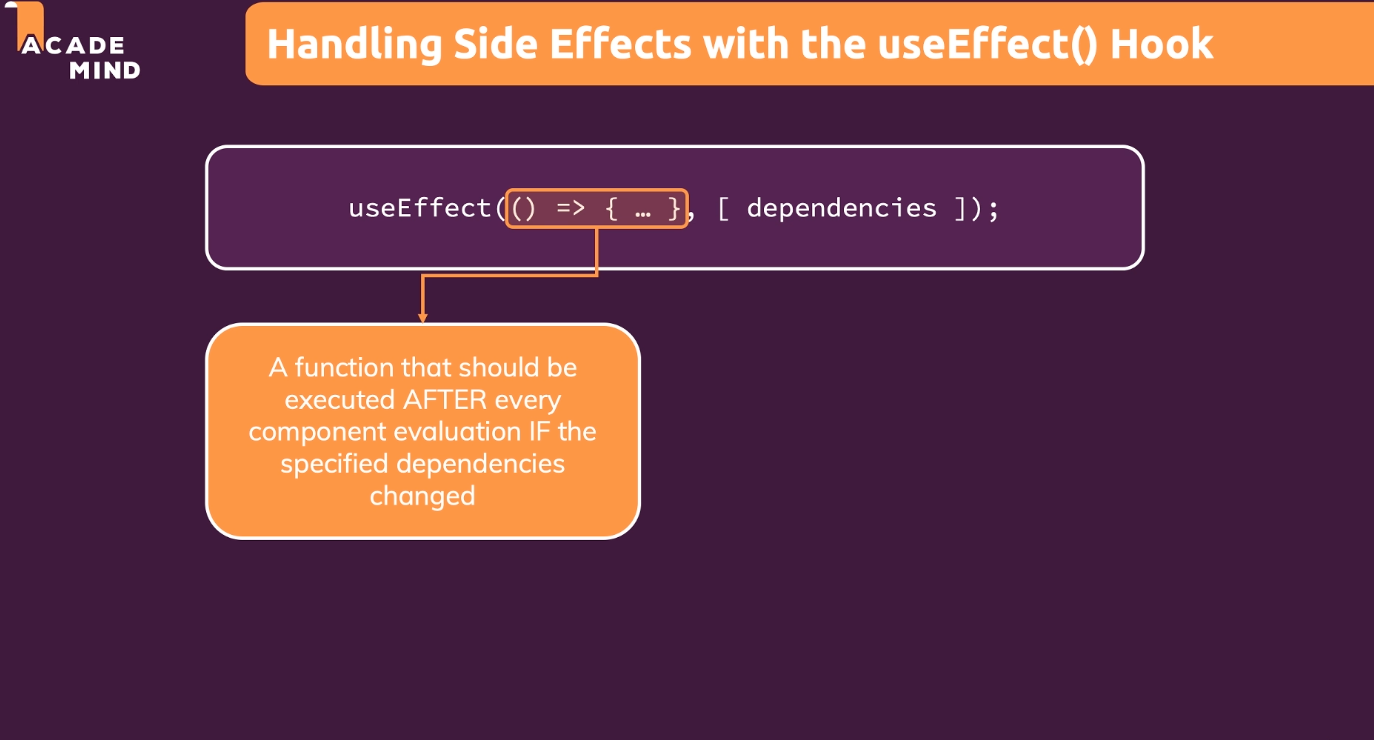 ACADE
MIND
Handling Side Effects with the useEffect() Hook
useEffect(() => { … }, [ dependencies ]);
A function that should be
executed AFTER every
component evaluation IF the
specified dependencies
changed